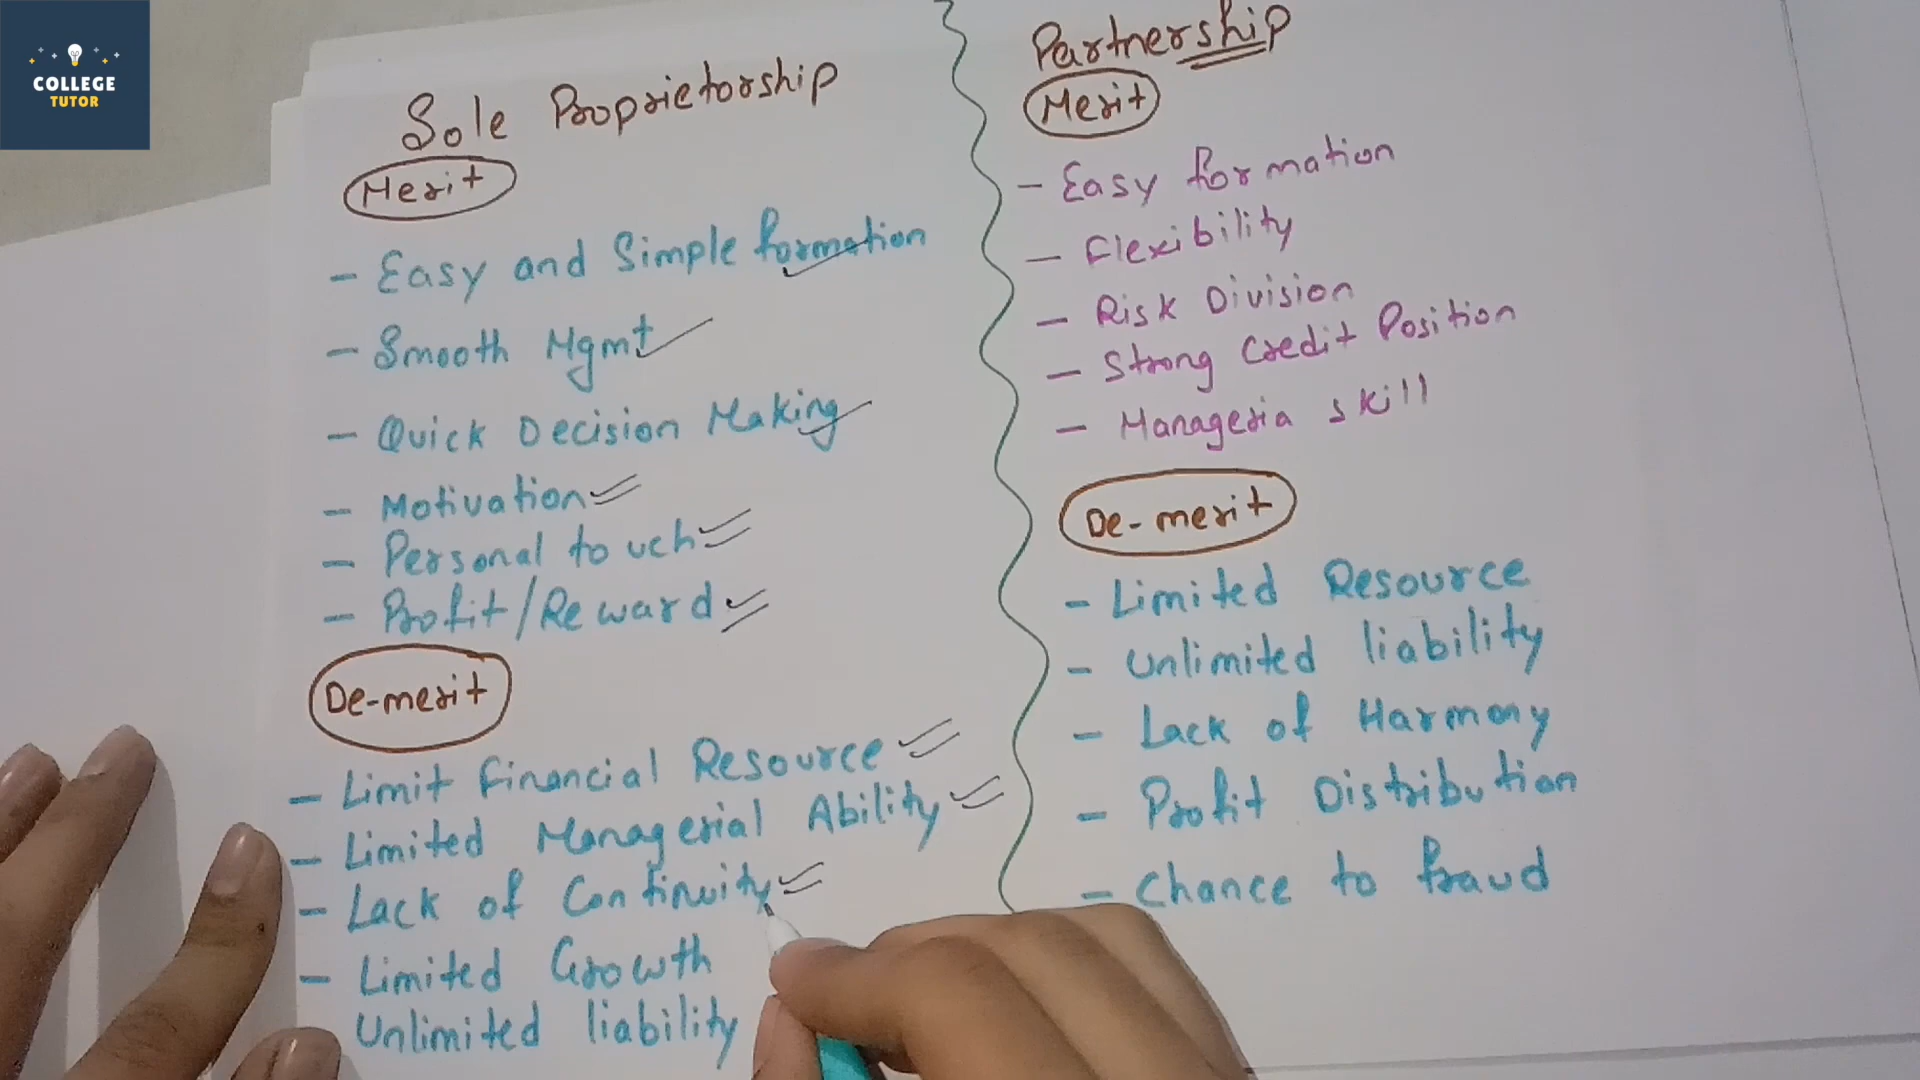 COLLEGE
TUTOR
Sole Proprietorship
Merit
- Easy and Simple formation
- Smooth Mgmt
- Quick Decision Making
- Motivation
- Personal touch
- Profit/Reward
De-merit
- Limit Financial Resource
- Limited Managerial Ability
- Lack of Continuity
- Limited Growth
Unlimited liability
Partnership
Merit
- Easy formation
- Flexibility
- Risk Division
- Strong Credit Position
- Manageria skill
De-merit
- Limited Resource
- Unlimited liability
- Lack of Harmony
- Profit Distribution
- Chance to fraud